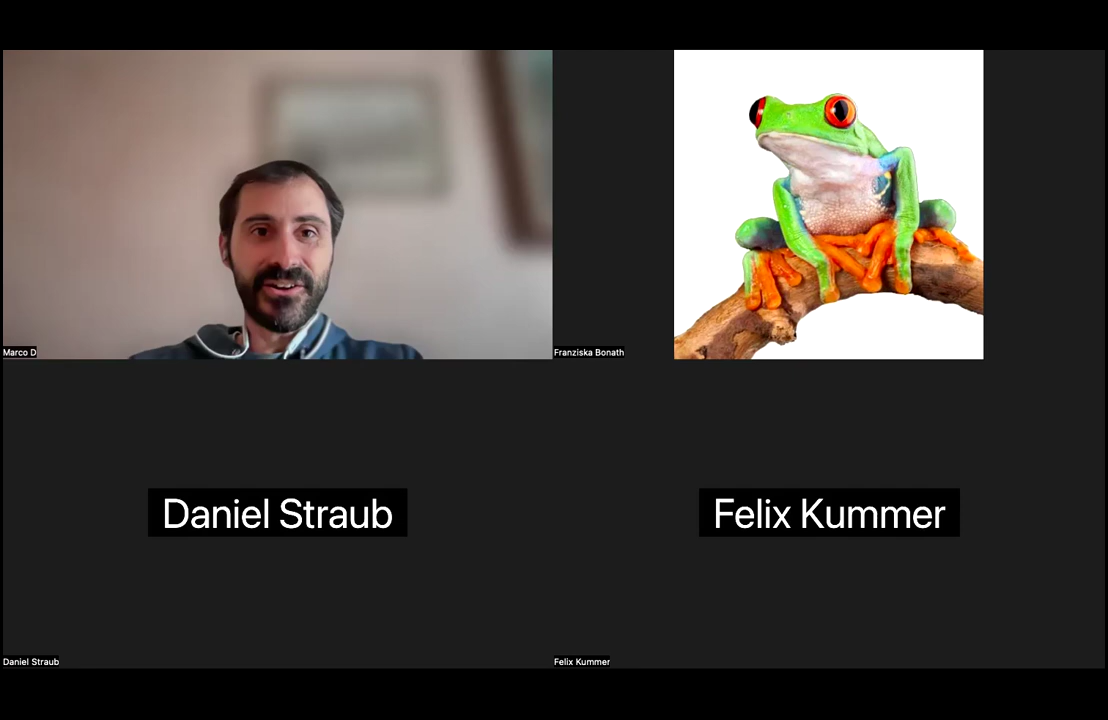 Marco D
Franziska Bonath
Daniel Straub
Felix Kummer
Daniel Straub
Felix Kummer